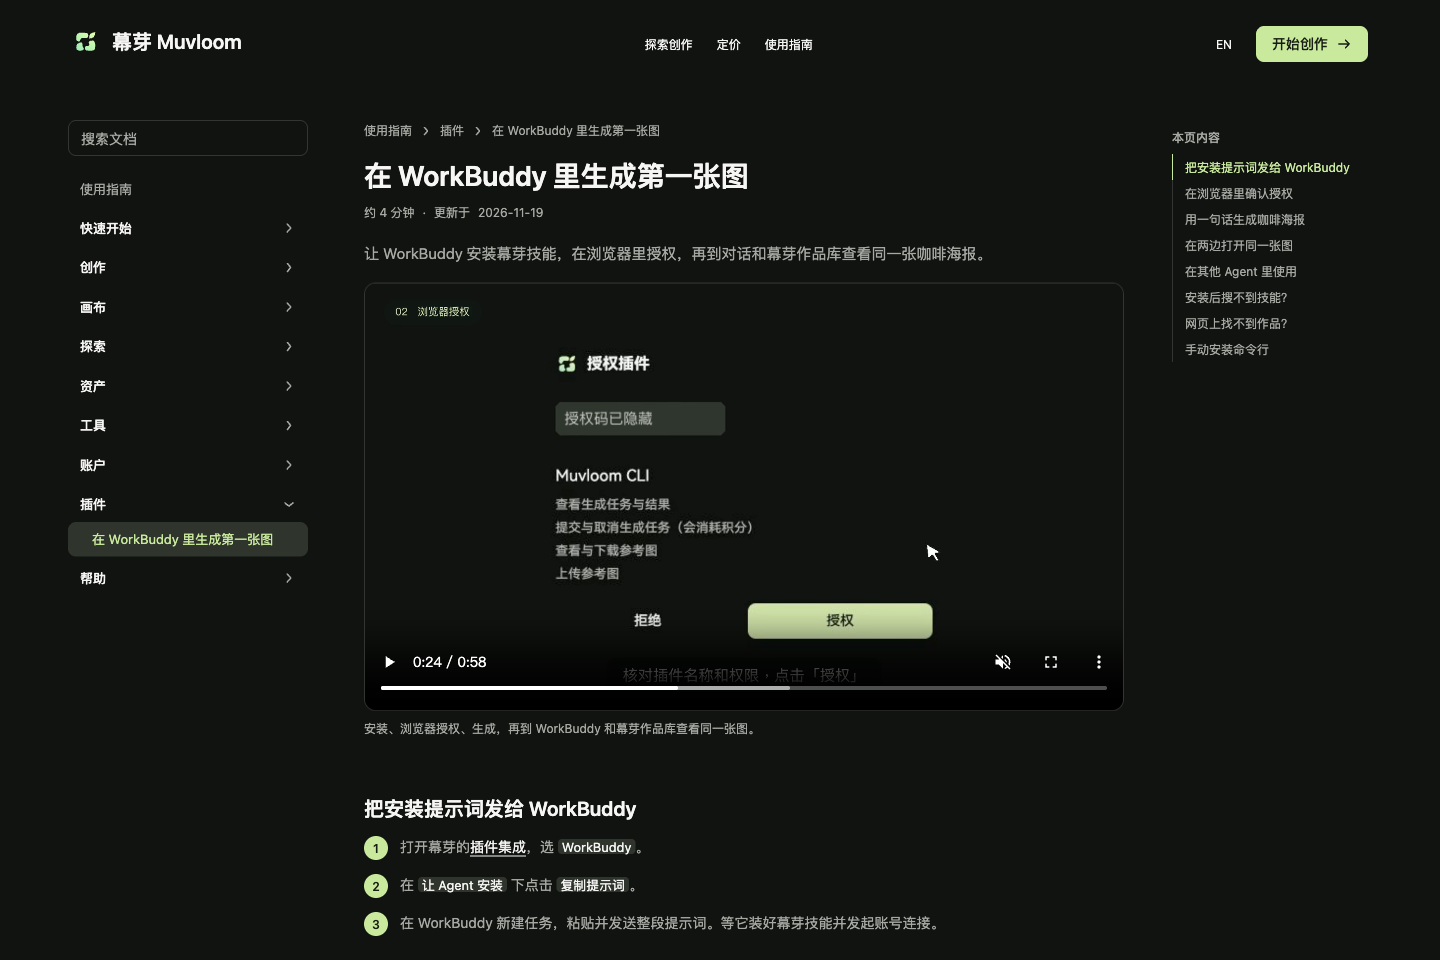 幕芽 Muvloom
探索创作 定价 使用指南
EN
开始创作
搜索文档
使用指南
快速开始
创作
画布
探索
资产
工具
账户
插件
在 WorkBuddy 里生成第一张图
帮助
使用指南 > 插件 > 在 WorkBuddy 里生成第一张图
在 WorkBuddy 里生成第一张图
约 4 分钟 · 更新于 2026-11-19
让 WorkBuddy 安装幕芽技能，在浏览器里授权，再到对话和幕芽作品库查看同一张咖啡海报。
02 浏览器授权
授权插件
授权码已隐藏
Muvloom CLI
查看生成任务与结果
提交与取消生成任务（会消耗积分）
查看与下载参考图
上传参考图
拒绝 授权
核对插件名称和权限，点击「授权」
0:24 / 0:58
安装、浏览器授权、生成，再到 WorkBuddy 和幕芽作品库查看同一张图。
把安装提示词发给 WorkBuddy
1 打开幕芽的插件集成，选 WorkBuddy。
2 在 让 Agent 安装 下点击 复制提示词。
3 在 WorkBuddy 新建任务，粘贴并发送整段提示词。等它装好幕芽技能并发起账号连接。
本页内容
把安装提示词发给 WorkBuddy
在浏览器里确认授权
用一句话生成咖啡海报
在两边打开同一张图
在其他 Agent 里使用
安装后搜不到技能？
网页上找不到作品？
手动安装命令行